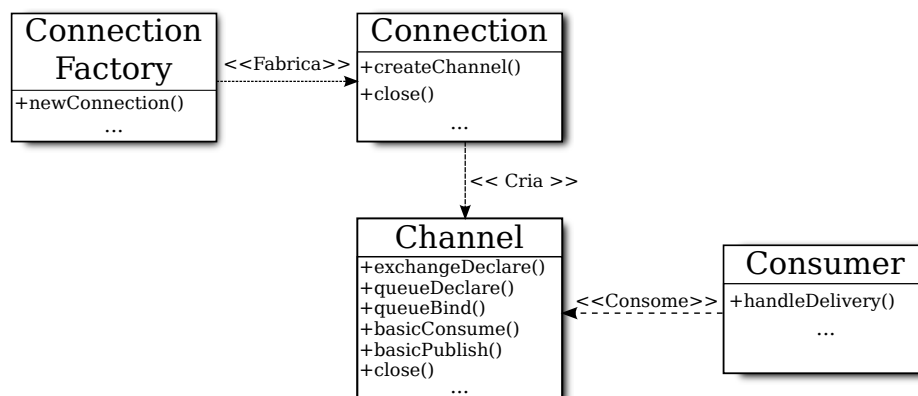 Connection
Factory
+newConnection()
...
<<Fabrica>>
Connection
+createChannel()
+close()
...
<< Cria >>
Channel
+exchangeDeclare()
+queueDeclare()
+queueBind()
+basicConsume()
+basicPublish()
+close()
...
<<Consome>>
Consumer
+handleDelivery()
...